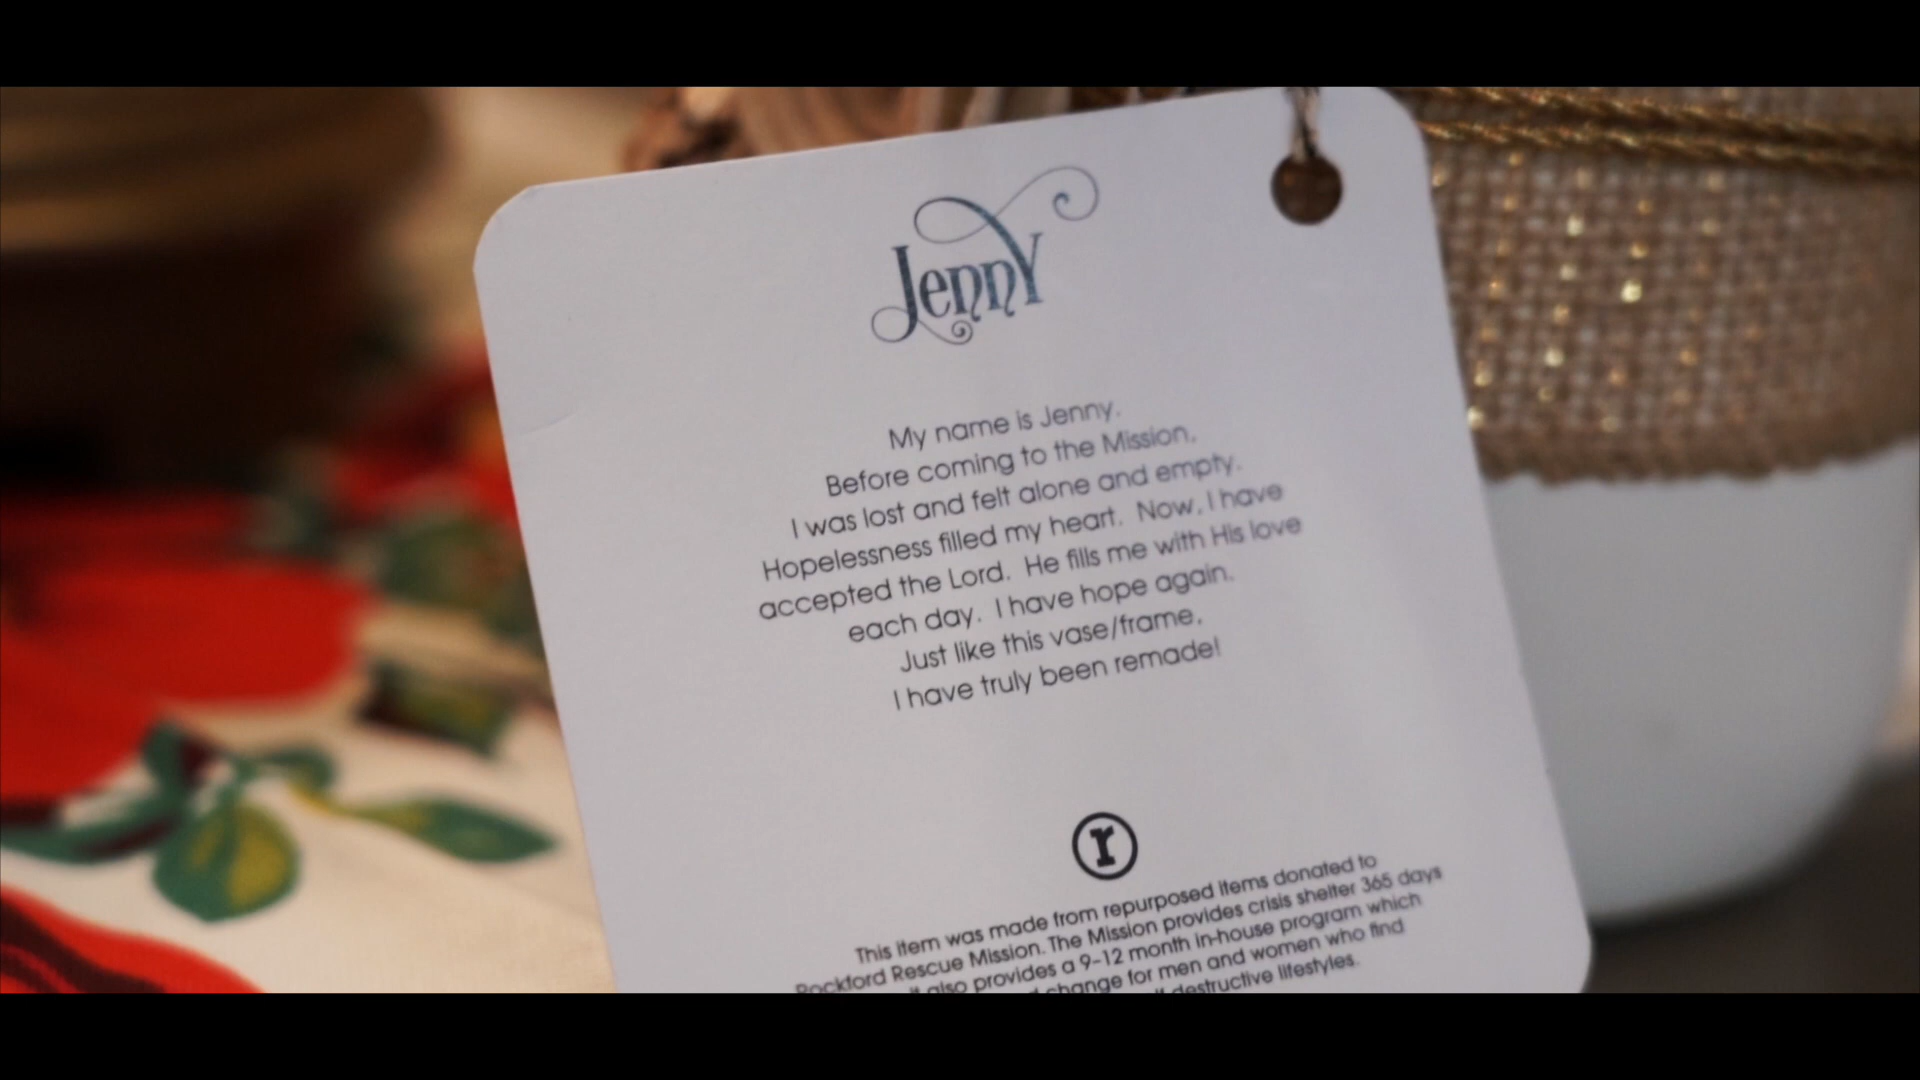 Jenny
My name is Jenny.
Before coming to the Mission,
I was lost and felt alone and empty.
Hopelessness filled my heart. Now, I have
accepted the Lord. He fills me with His love
each day. I have hope again.
Just like this vase/frame,
I have truly been remade!
r
This item was made from repurposed items donated to
Rockford Rescue Mission. The Mission provides crisis shelter 365 days
also provides a 9-12 month in-house program which
change for men and women who find
destructive lifestyles.